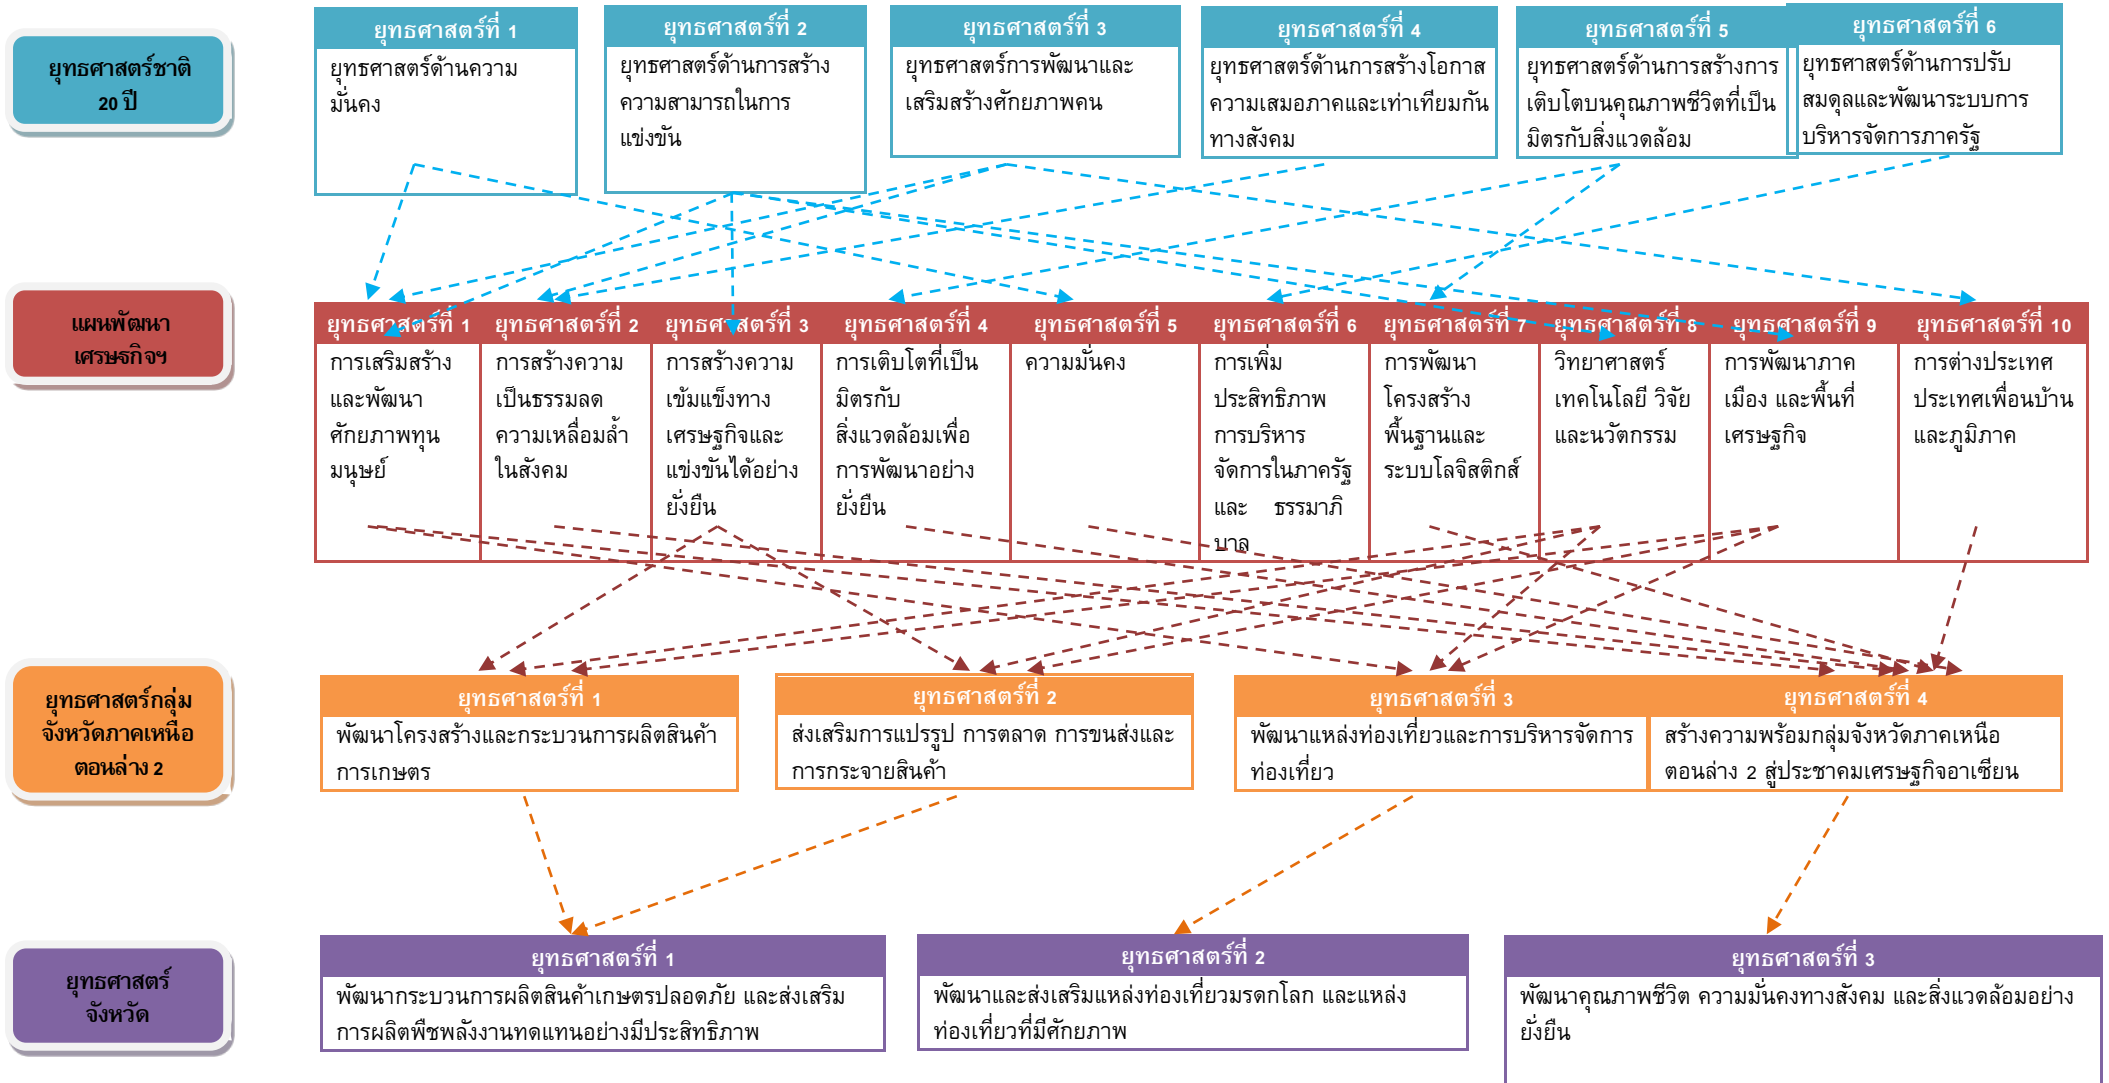 ยุทธศาสตร์ชาติ
20 ปี
ยุทธศาสตร์ที่ 1
ยุทธศาสตร์ด้านความ
มั่นคง
ยุทธศาสตร์ที่ 2
ยุทธศาสตร์ด้านการสร้าง
ความสามารถในการ
แข่งขัน
ยุทธศาสตร์ที่ 3
ยุทธศาสตร์การพัฒนาและ
เสริมสร้างศักยภาพคน
ยุทธศาสตร์ที่ 4
ยุทธศาสตร์ด้านการสร้างโอกาส
ความเสมอภาคและเท่าเทียมกัน
ทางสังคม
ยุทธศาสตร์ที่ 5
ยุทธศาสตร์ด้านการสร้างการ
เติบโตบนคุณภาพชีวิตที่เป็น
มิตรกับสิ่งแวดล้อม
ยุทธศาสตร์ที่ 6
ยุทธศาสตร์ด้านการปรับ
สมดุลและพัฒนาระบบการ
บริหารจัดการภาครัฐ
แผนพัฒนา
เศรษฐกิจฯ
ยุทธศาสตร์ที่ 1
การเสริมสร้าง
และพัฒนา
ศักยภาพทุน
มนุษย์
ยุทธศาสตร์ที่ 2
การสร้างความ
เป็นธรรมลด
ความเหลื่อมล้ำ
ในสังคม
ยุทธศาสตร์ที่ 3
การสร้างความ
เข้มแข็งทาง
เศรษฐกิจและ
แข่งขันได้อย่าง
ยั่งยืน
ยุทธศาสตร์ที่ 4
การเติบโตที่เป็น
มิตรกับ
สิ่งแวดล้อมเพื่อ
การพัฒนาอย่าง
ยั่งยืน
ยุทธศาสตร์ที่ 5
ความมั่นคง
ยุทธศาสตร์ที่ 6
การเพิ่ม
ประสิทธิภาพ
การบริหาร
จัดการในภาครัฐ
และ ธรรมาภิ
บาล
ยุทธศาสตร์ที่ 7
การพัฒนา
โครงสร้าง
พื้นฐานและ
ระบบโลจิสติกส์
ยุทธศาสตร์ที่ 8
วิทยาศาสตร์
เทคโนโลยี วิจัย
และนวัตกรรม
ยุทธศาสตร์ที่ 9
การพัฒนาภาค
เมือง และพื้นที่
เศรษฐกิจ
ยุทธศาสตร์ที่ 10
การต่างประเทศ
ประเทศเพื่อนบ้าน
และภูมิภาค
ยุทธศาสตร์กลุ่ม
จังหวัดภาคเหนือ
ตอนล่าง 2
ยุทธศาสตร์ที่ 1
พัฒนาโครงสร้างและกระบวนการผลิตสินค้า
การเกษตร
ยุทธศาสตร์ที่ 2
ส่งเสริมการแปรรูป การตลาด การขนส่งและ
การกระจายสินค้า
ยุทธศาสตร์ที่ 3
พัฒนาแหล่งท่องเที่ยวและการบริหารจัดการ
ท่องเที่ยว
ยุทธศาสตร์ที่ 4
สร้างความพร้อมกลุ่มจังหวัดภาคเหนือ
ตอนล่าง 2 สู่ประชาคมเศรษฐกิจอาเซียน
ยุทธศาสตร์
จังหวัด
ยุทธศาสตร์ที่ 1
พัฒนากระบวนการผลิตสินค้าเกษตรปลอดภัย และส่งเสริม
การผลิตพืชพลังงานทดแทนอย่างมีประสิทธิภาพ
ยุทธศาสตร์ที่ 2
พัฒนาและส่งเสริมแหล่งท่องเที่ยวมรดกโลก และแหล่ง
ท่องเที่ยวที่มีศักยภาพ
ยุทธศาสตร์ที่ 3
พัฒนาคุณภาพชีวิต ความมั่นคงทางสังคม และสิ่งแวดล้อมอย่าง
ยั่งยืน